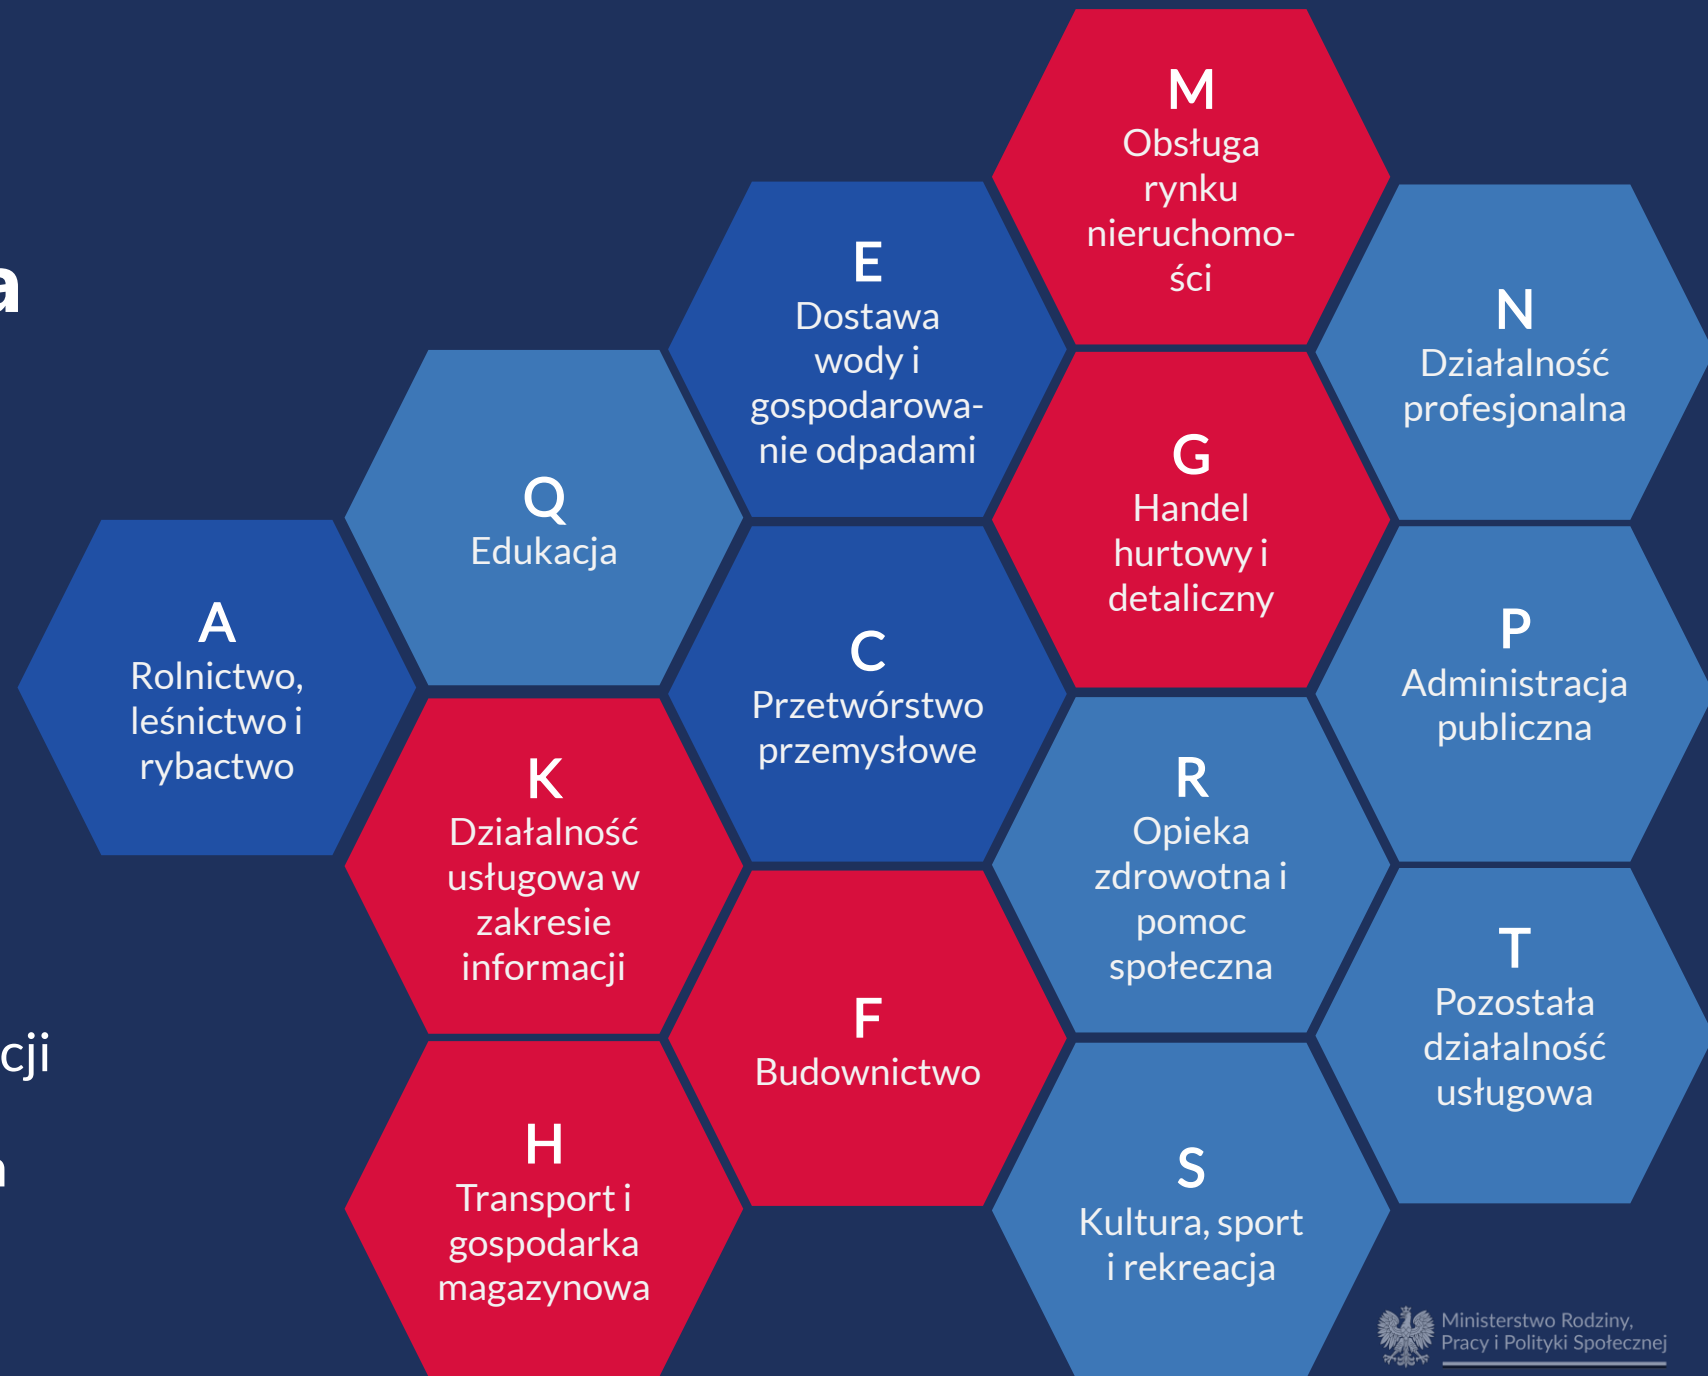 a
cji
M
Obsługa
rynku
nieruchomo-
ści
E
Dostawa
wody i
gospodarowa-
nie odpadami
N
Działalność
profesjonalna
Q
Edukacja
G
Handel
hurtowy i
detaliczny
A
Rolnictwo,
leśnictwo i
rybactwo
C
Przetwórstwo
przemysłowe
P
Administracja
publiczna
K
Działalność
usługowa w
zakresie
informacji
R
Opieka
zdrowotna i
pomoc
społeczna
F
Budownictwo
T
Pozostała
działalność
usługowa
H
Transport i
gospodarka
magazynowa
S
Kultura, sport
i rekreacja
Ministerstwo Rodziny,
Pracy i Polityki Społecznej